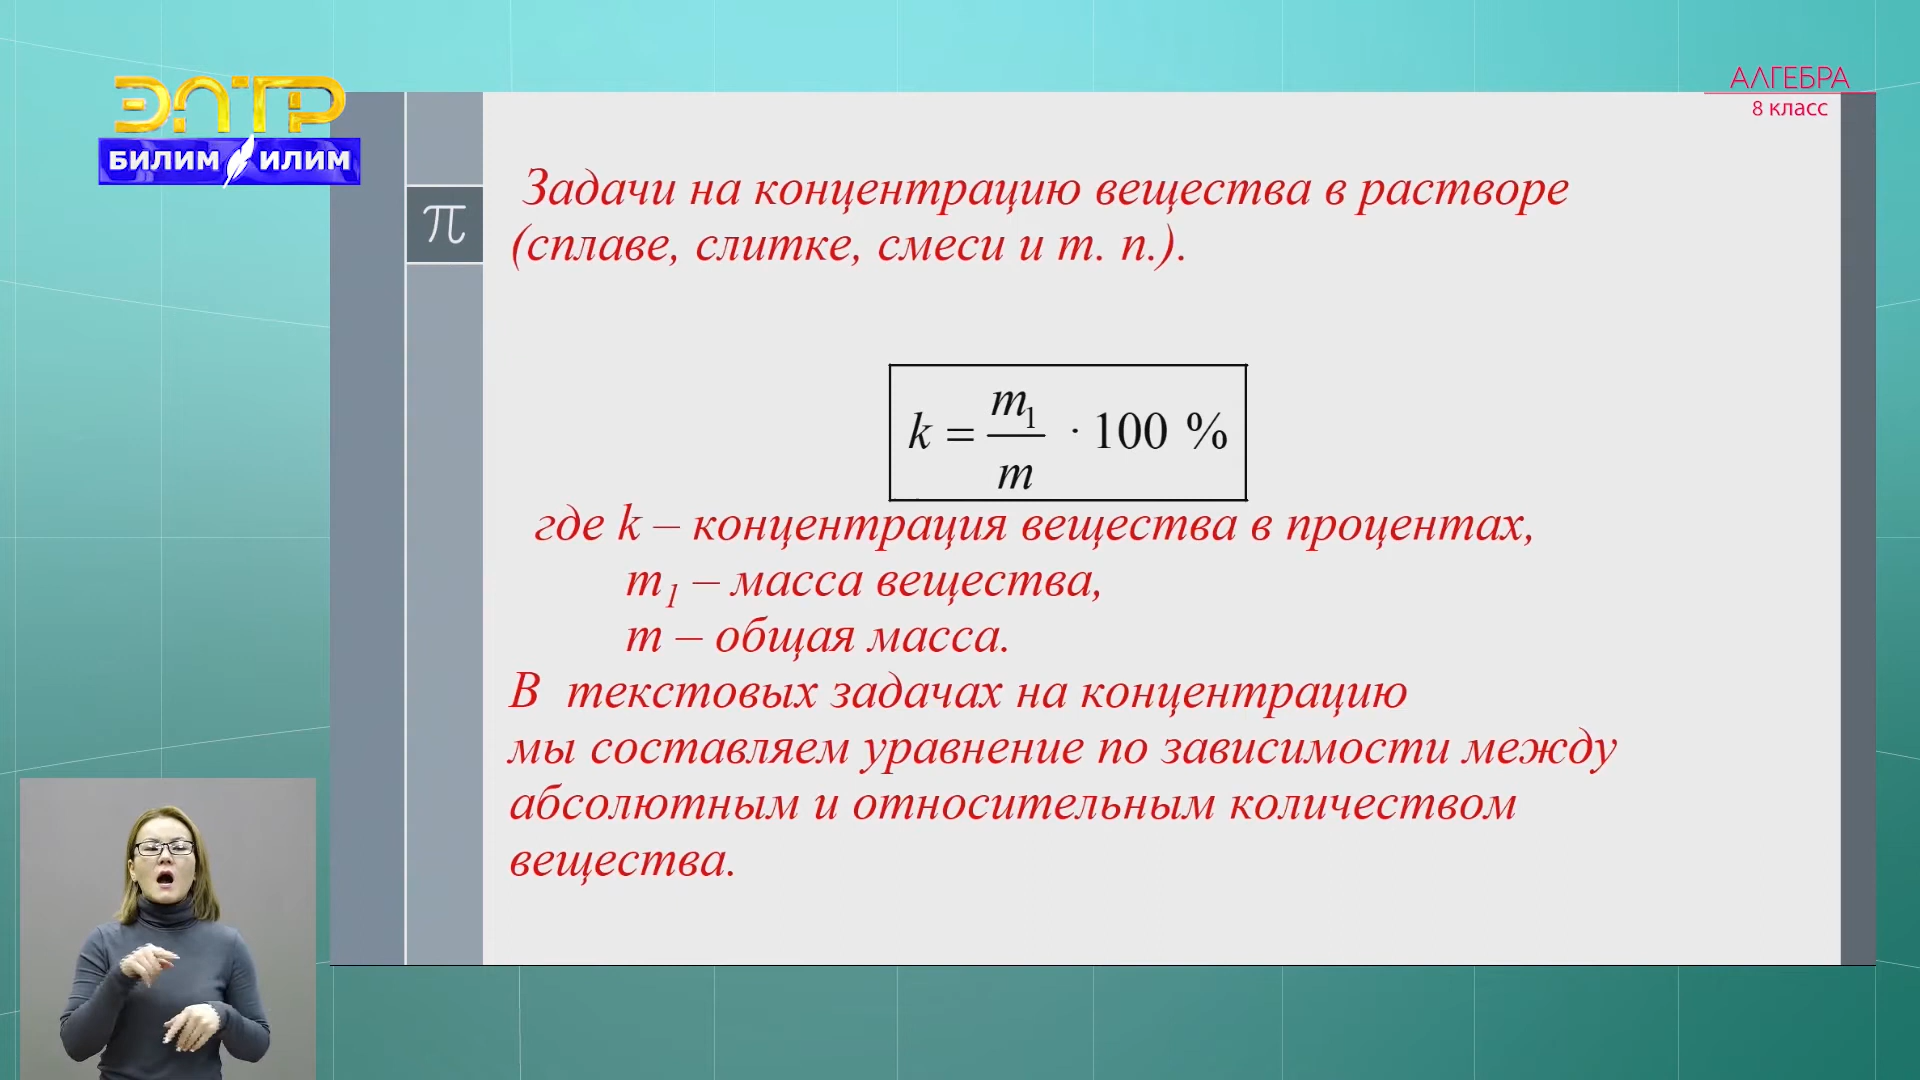 ЭЛТР
БИЛИМ ИЛИМ
АЛГЕБРА
8 класс
π
Задачи на концентрацию вещества в растворе
(сплаве, слитке, смеси и т. п.).
k = m₁/m · 100 %
где k – концентрация вещества в процентах,
m₁ – масса вещества,
m – общая масса.
В текстовых задачах на концентрацию
мы составляем уравнение по зависимости между
абсолютным и относительным количеством
вещества.